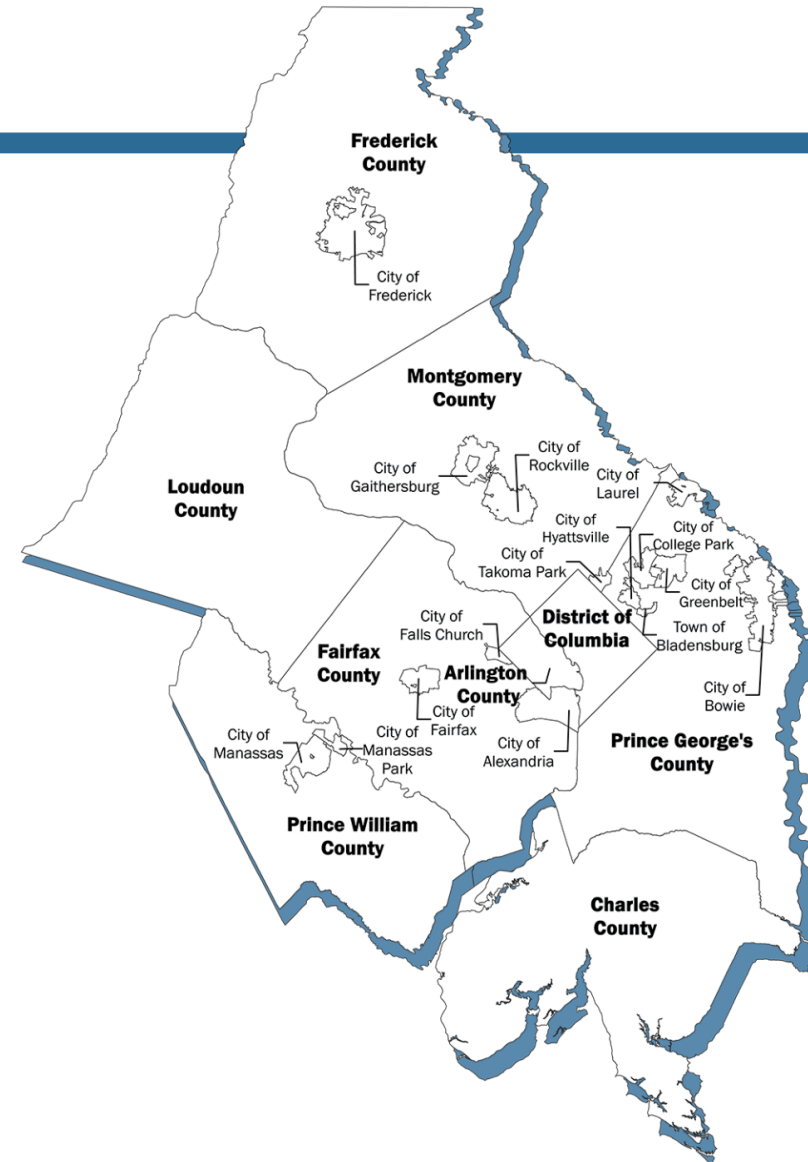 Frederick
County
City of
Frederick
Montgomery
County
City of
Rockville
City of
Gaithersburg
City of
Laurel
Loudoun
County
City of
Hyattsville
City of
College Park
City of
Takoma Park
City of
Greenbelt
City of
Falls Church
District of
Columbia
Town of
Bladensburg
Fairfax
County
Arlington
County
City of
Bowie
City of
Fairfax
City of
Manassas
City of
Manassas
Park
City of
Alexandria
Prince George's
County
Prince William
County
Charles
County